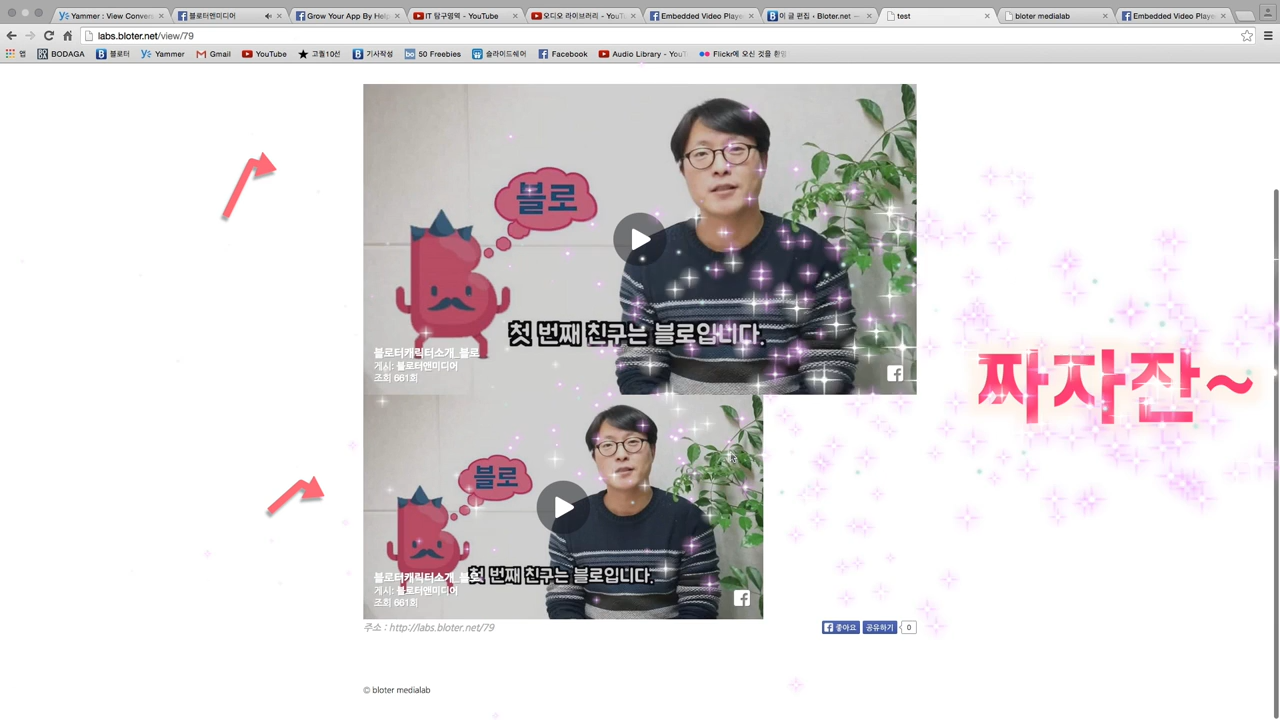 Yammer : View Conven
블로터엔미디어
Grow Your App By Help
IT 탐구영역 - YouTube
오디오 라이브러리 - YouTu
Embedded Video Playe
이 글 편집 ‹ Bloter.net —
test
bloter medialab
Embedded Video Playe
labs.bloter.net/view/79
앱
BODAGA
블로터
Yammer
Gmail
YouTube
고릴10선
기사작성
50 Freebies
슬라이드쉐어
Facebook
Audio Library - YouTu
Flickr에 오신 것을 환영
블로
첫 번째 친구는 블로입니다.
블로터캐릭터소개_블로
게시: 블로터앤미디어
조회 661회
짜자잔~
블로
첫 번째 친구는 블로입니다.
블로터캐릭터소개_블로
게시: 블로터앤미디어
조회 661회
주소 : http://labs.bloter.net/79
좋아요
공유하기
0
© bloter medialab